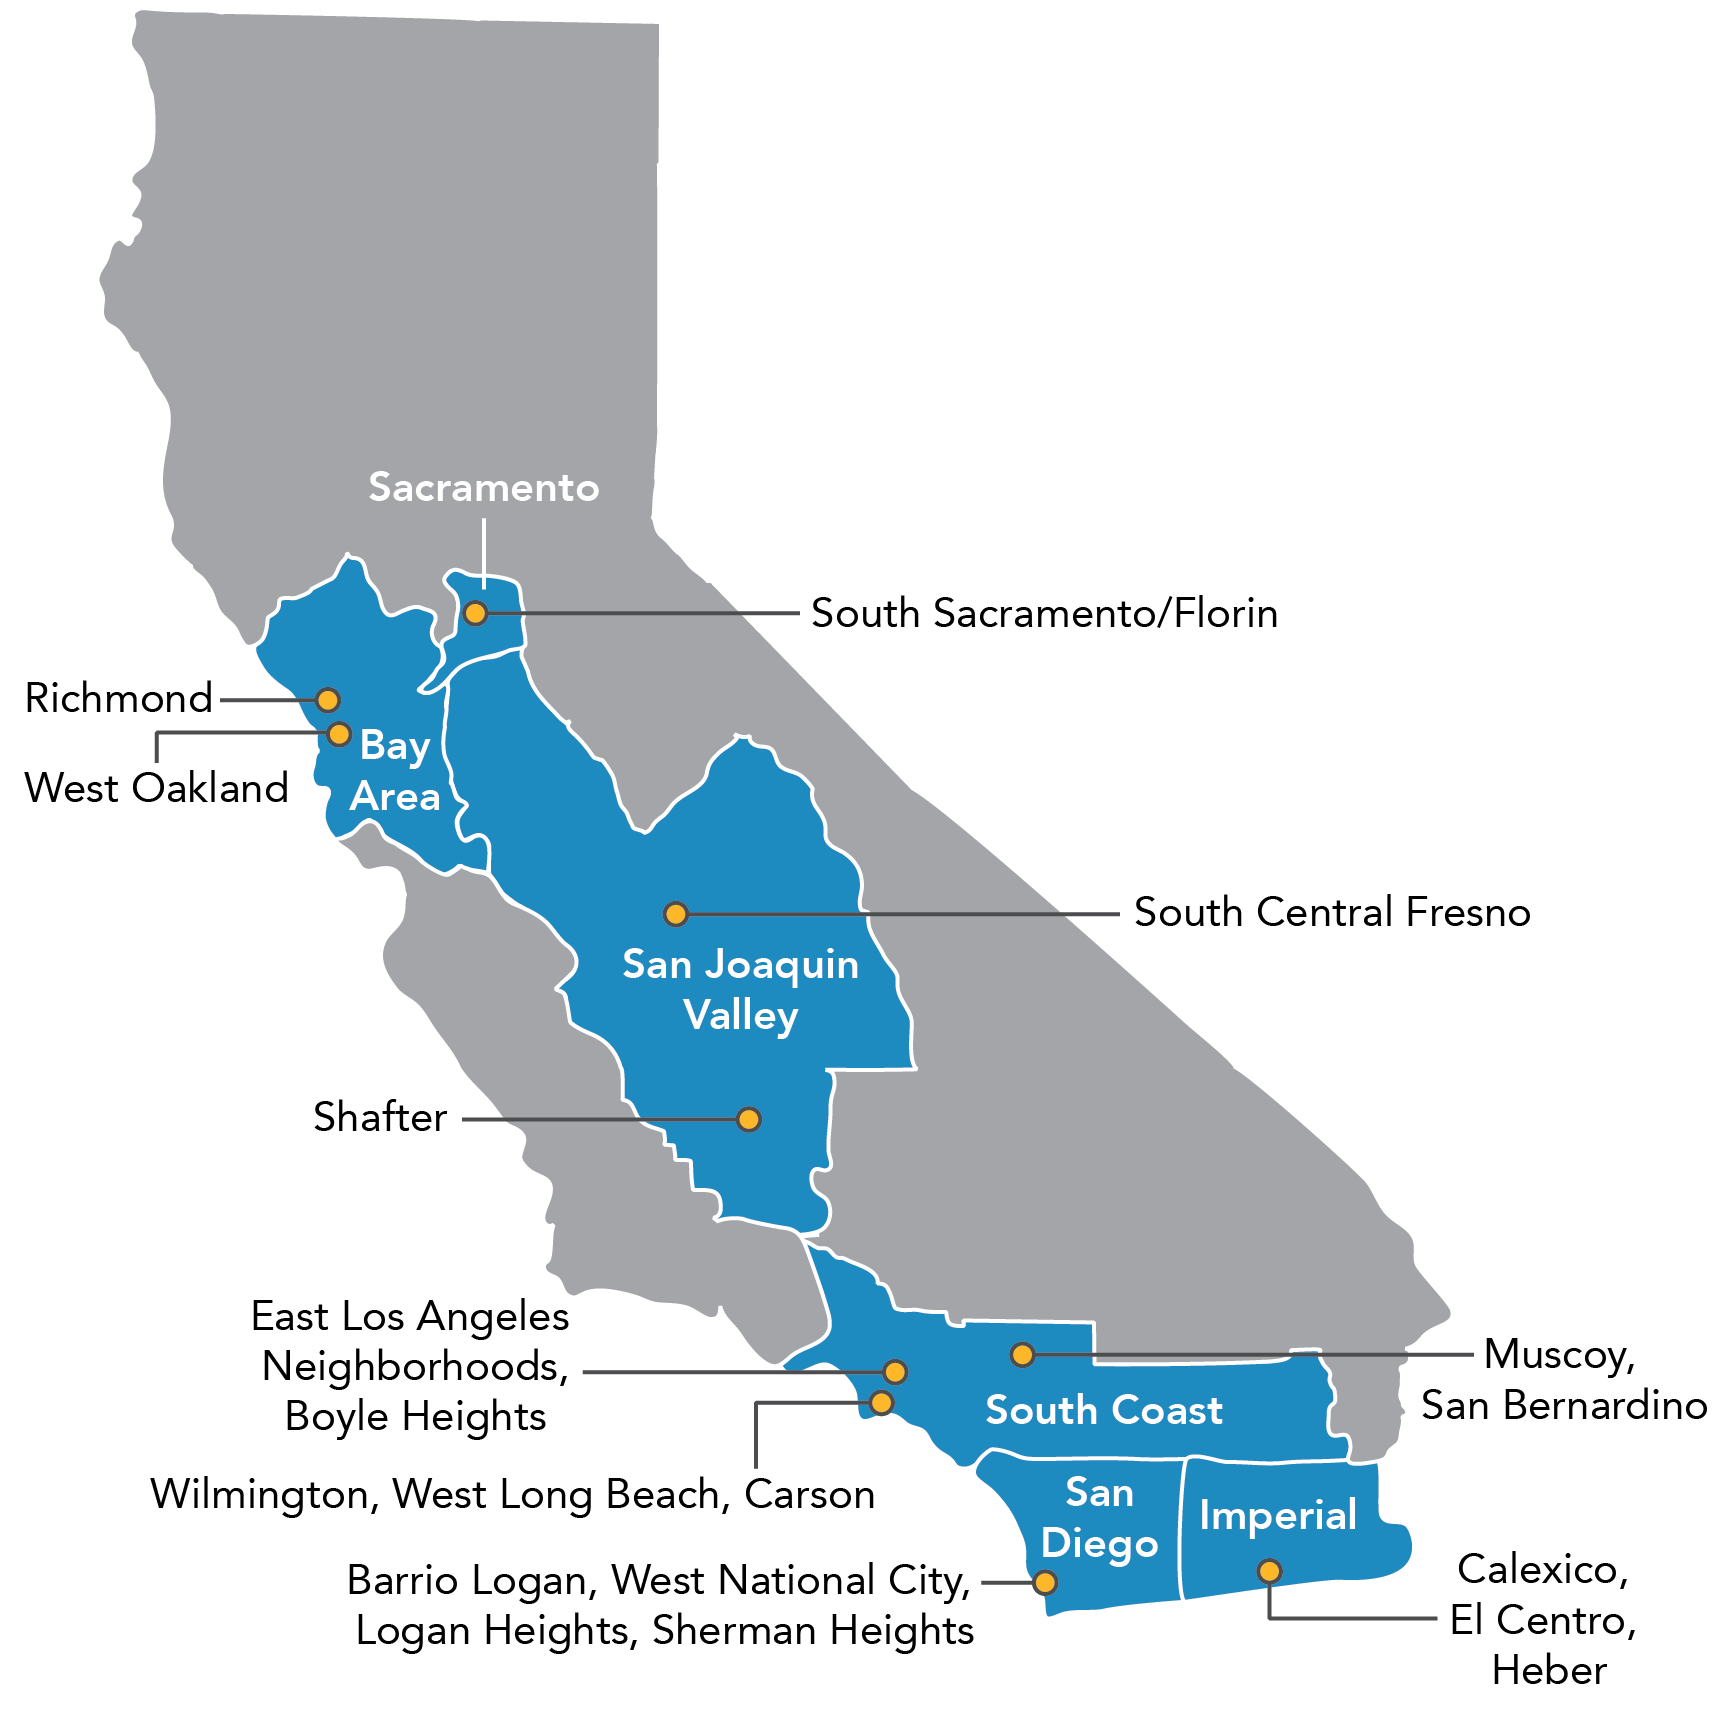 Sacramento
South Sacramento/Florin
Richmond
West Oakland
Bay
Area
South Central Fresno
San Joaquin
Valley
Shafter
East Los Angeles
Neighborhoods,
Boyle Heights
Muscoy,
San Bernardino
South Coast
Wilmington, West Long Beach, Carson
San
Diego
Imperial
Barrio Logan, West National City,
Logan Heights, Sherman Heights
Calexico,
El Centro,
Heber